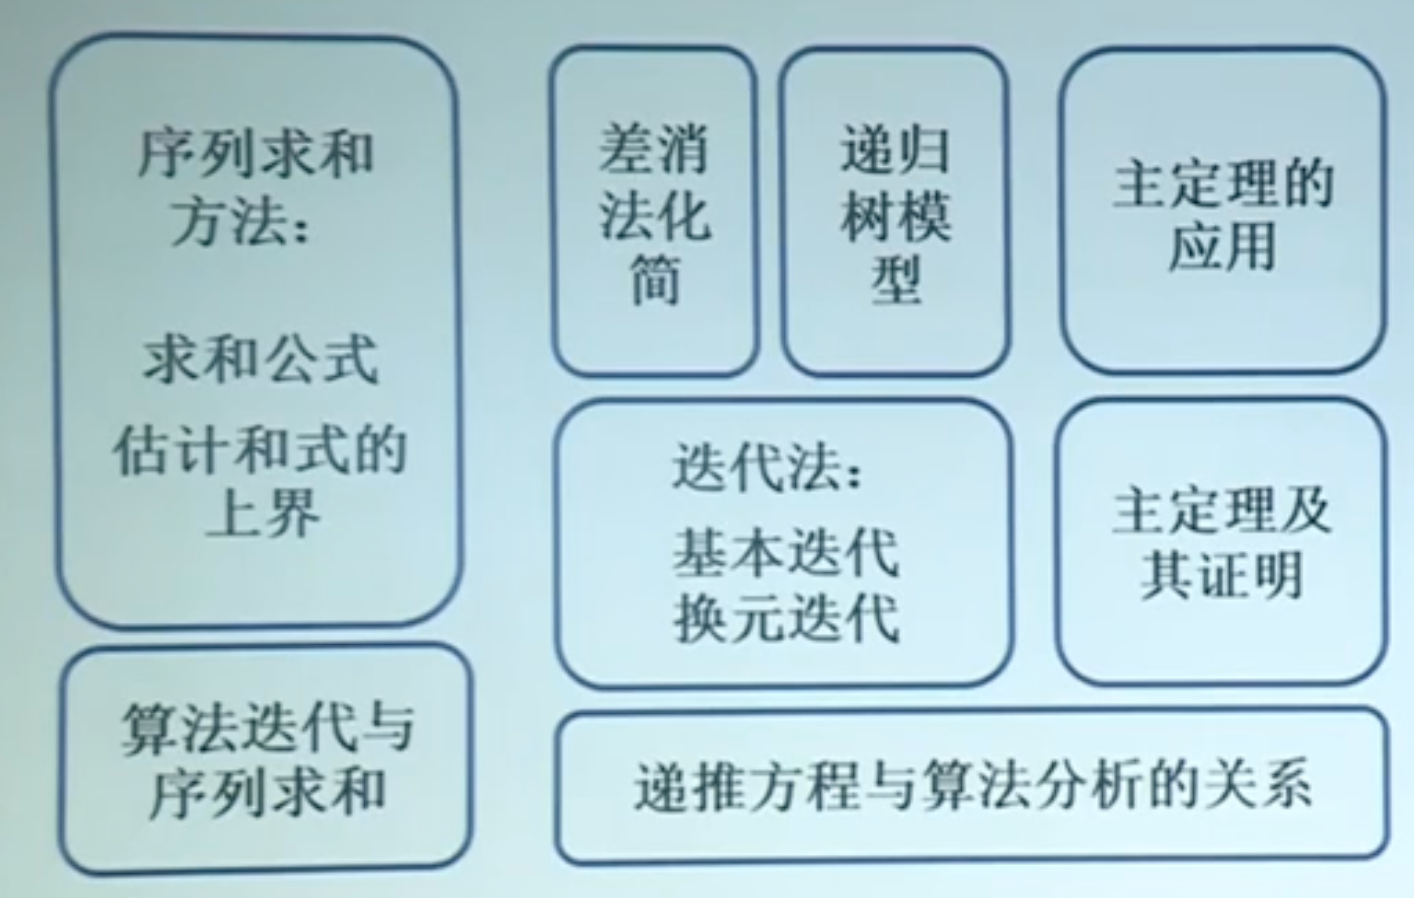 序列求和
方法：
求和公式
估计和式的
上界
算法迭代与
序列求和
差消
法化
简
递归
树模
型
主定理的
应用
迭代法：
基本迭代
换元迭代
主定理及
其证明
递推方程与算法分析的关系